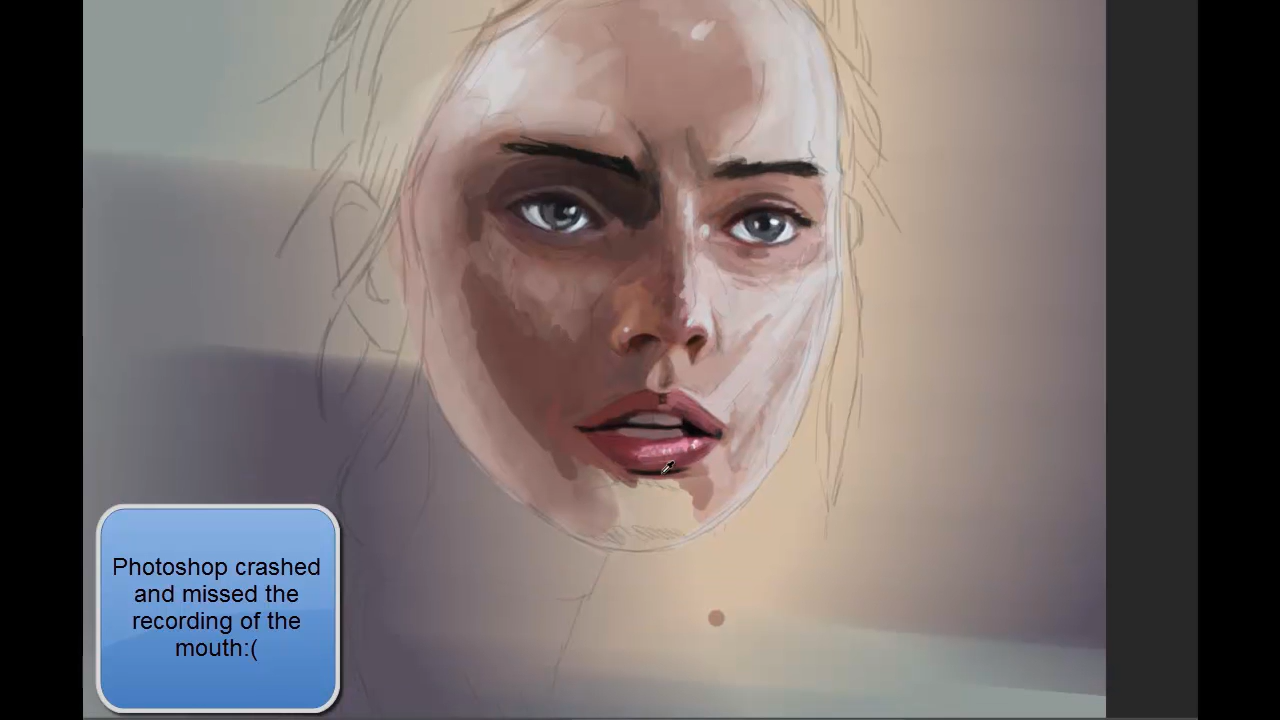 Photoshop crashed
and missed the
recording of the
mouth:(